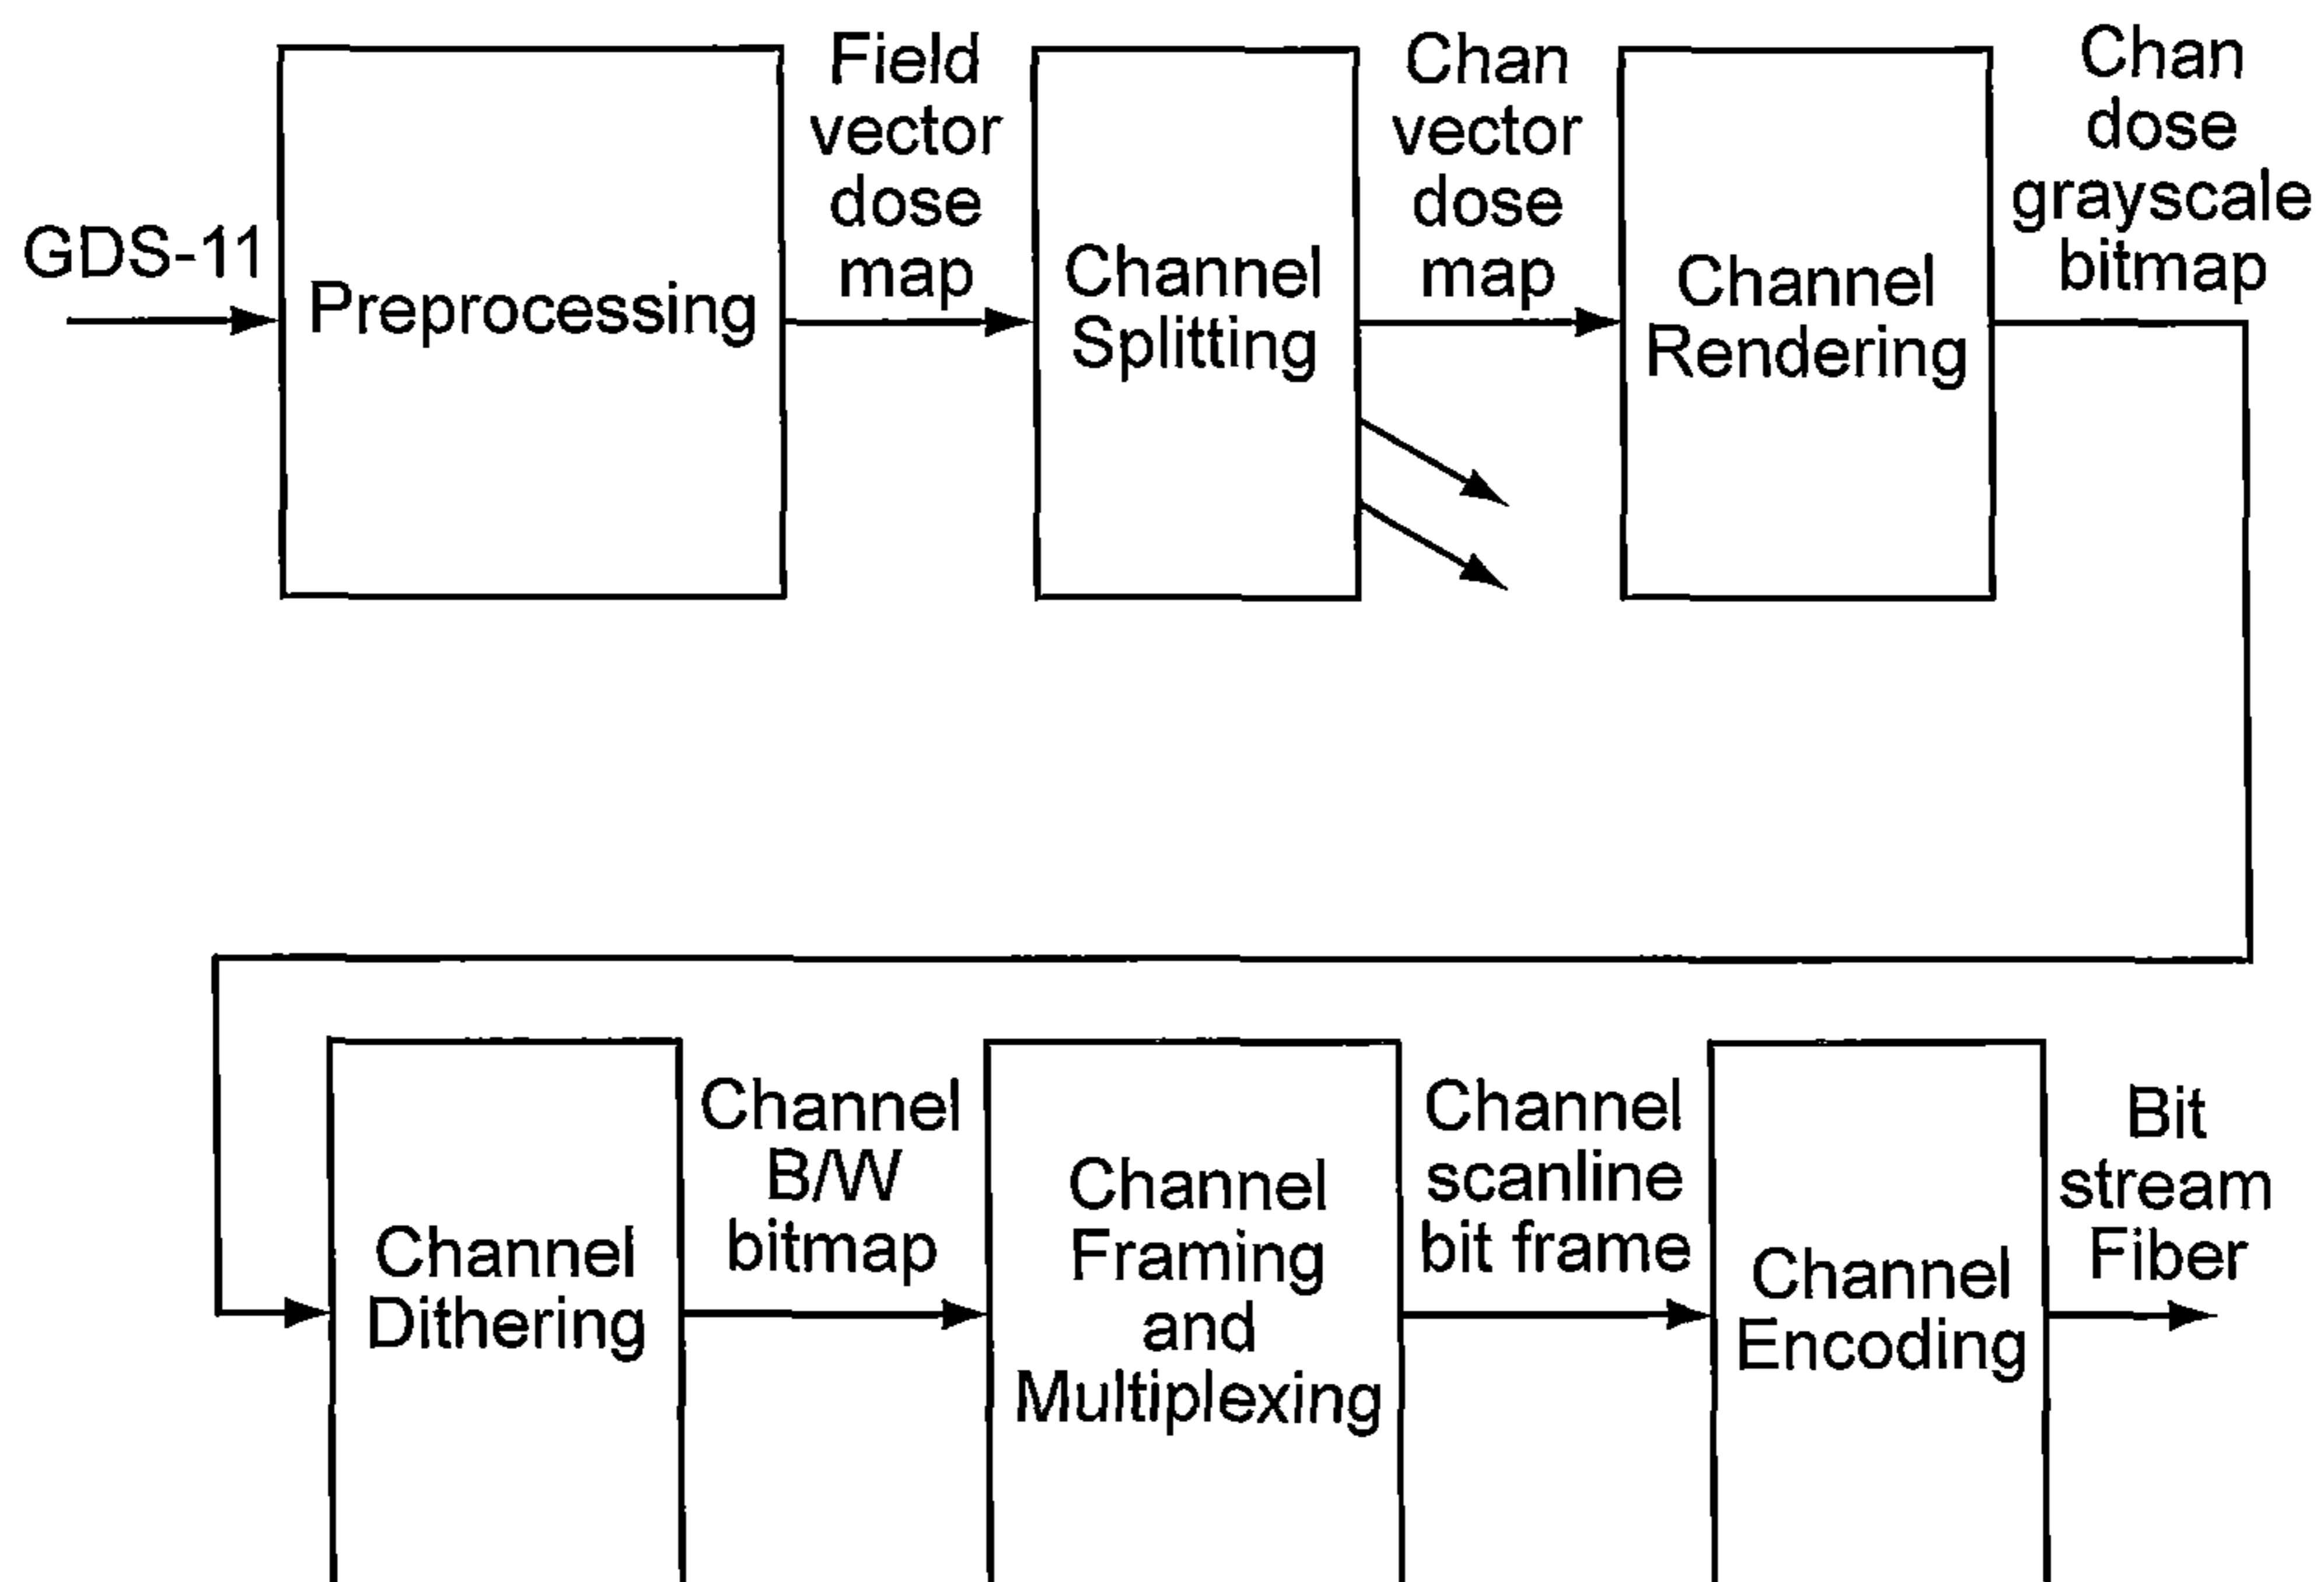 GDS-11
Preprocessing
Field
vector
dose
map
Channel
Splitting
Chan
vector
dose
map
Channel
Rendering
Chan
dose
grayscale
bitmap
Channel
Dithering
Channel
B/W
bitmap
Channel
Framing
and
Multiplexing
Channel
scanline
bit frame
Channel
Encoding
Bit
stream
Fiber